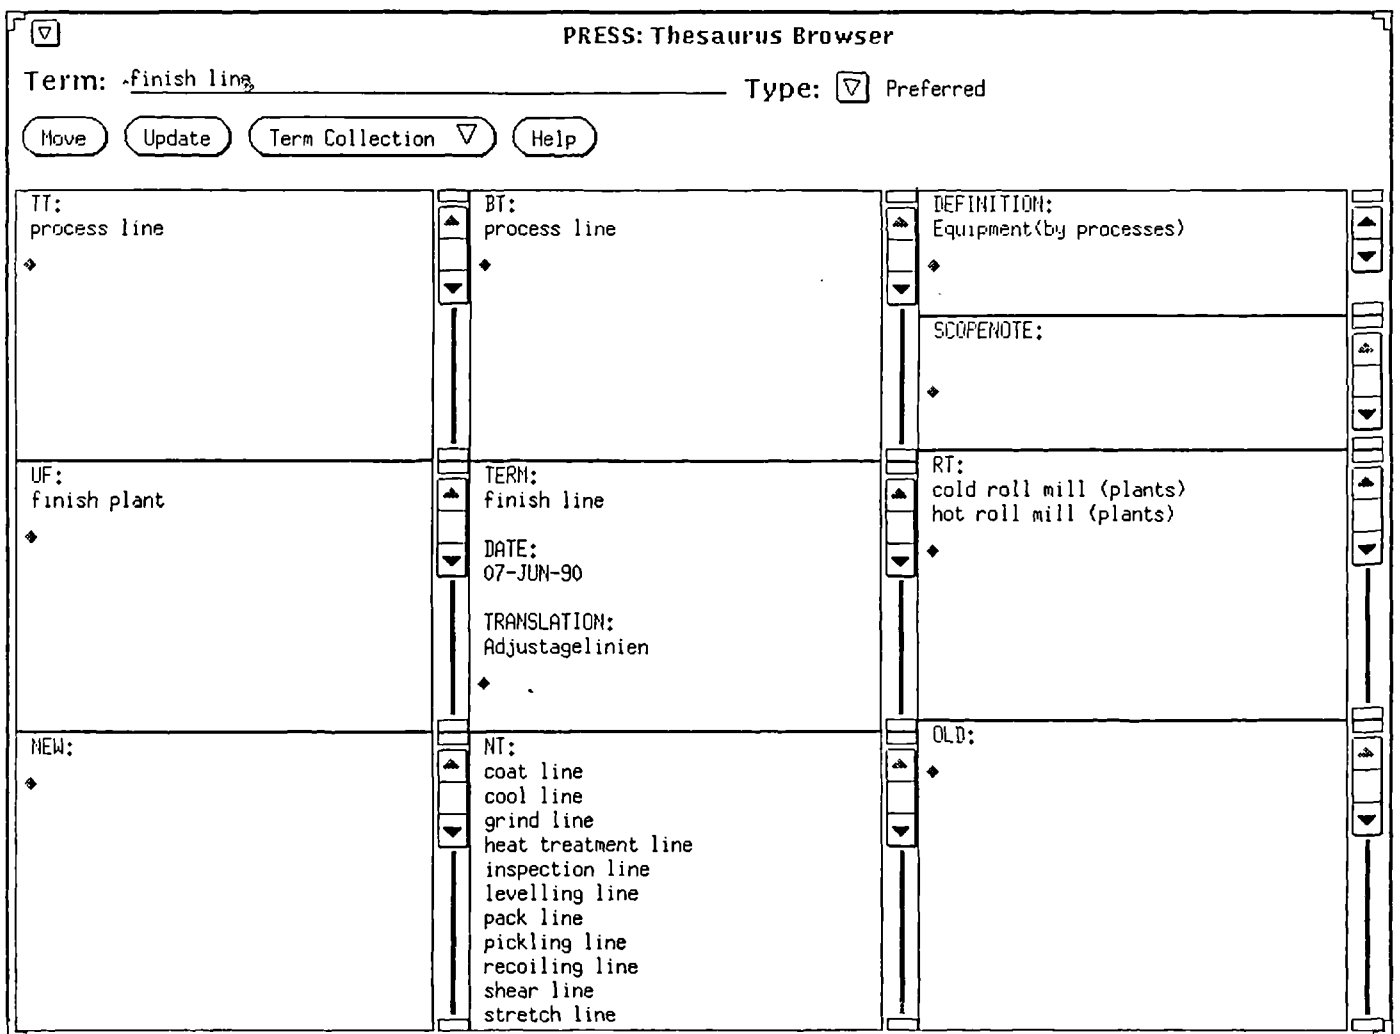 PRESS: Thesaurus Browser
Term: finish line
Type: Preferred
Move Update Term Collection Help
TT:
process line
BT:
process line
DEFINITION:
Equipment(by processes)
SCOPENOTE:
UF:
finish plant
TERM:
finish line
DATE:
07-JUN-90
TRANSLATION:
Adjustagelinien
RT:
cold roll mill (plants)
hot roll mill (plants)
NEW:
NT:
coat line
cool line
grind line
heat treatment line
inspection line
levelling line
pack line
pickling line
recoiling line
shear line
stretch line
OLD: